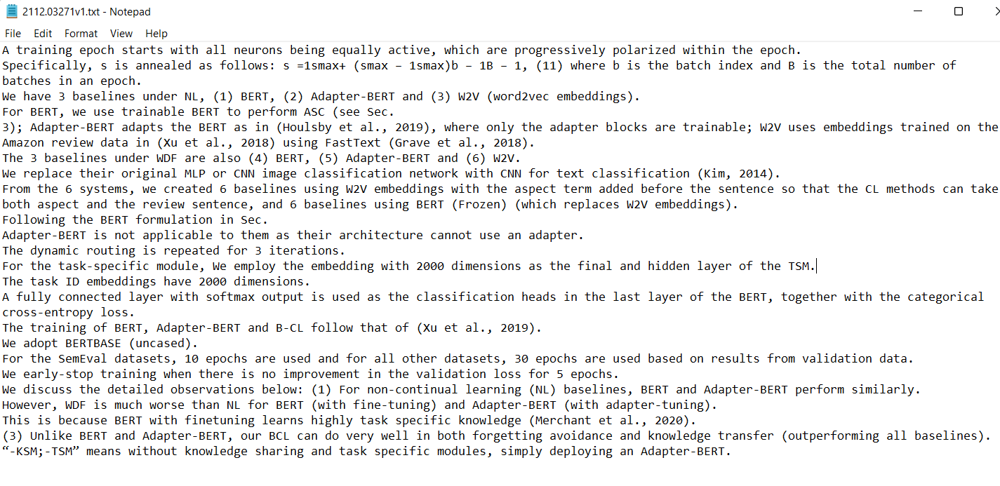 2112.03271v1.txt - Notepad
File Edit Format View Help
A training epoch starts with all neurons being equally active, which are progressively polarized within the epoch.
Specifically, s is annealed as follows: s =1smax+ (smax − 1smax)b − 1B − 1, (11) where b is the batch index and B is the total number of
batches in an epoch.
We have 3 baselines under NL, (1) BERT, (2) Adapter-BERT and (3) W2V (word2vec embeddings).
For BERT, we use trainable BERT to perform ASC (see Sec.
3); Adapter-BERT adapts the BERT as in (Houlsby et al., 2019), where only the adapter blocks are trainable; W2V uses embeddings trained on the
Amazon review data in (Xu et al., 2018) using FastText (Grave et al., 2018).
The 3 baselines under WDF are also (4) BERT, (5) Adapter-BERT and (6) W2V.
We replace their original MLP or CNN image classification network with CNN for text classification (Kim, 2014).
From the 6 systems, we created 6 baselines using W2V embeddings with the aspect term added before the sentence so that the CL methods can take
both aspect and the review sentence, and 6 baselines using BERT (Frozen) (which replaces W2V embeddings).
Following the BERT formulation in Sec.
Adapter-BERT is not applicable to them as their architecture cannot use an adapter.
The dynamic routing is repeated for 3 iterations.
For the task-specific module, We employ the embedding with 2000 dimensions as the final and hidden layer of the TSM.
The task ID embeddings have 2000 dimensions.
A fully connected layer with softmax output is used as the classification heads in the last layer of the BERT, together with the categorical
cross-entropy loss.
The training of BERT, Adapter-BERT and B-CL follow that of (Xu et al., 2019).
We adopt BERTBASE (uncased).
For the SemEval datasets, 10 epochs are used and for all other datasets, 30 epochs are used based on results from validation data.
We early-stop training when there is no improvement in the validation loss for 5 epochs.
We discuss the detailed observations below: (1) For non-continual learning (NL) baselines, BERT and Adapter-BERT perform similarly.
However, WDF is much worse than NL for BERT (with fine-tuning) and Adapter-BERT (with adapter-tuning).
This is because BERT with finetuning learns highly task specific knowledge (Merchant et al., 2020).
(3) Unlike BERT and Adapter-BERT, our BCL can do very well in both forgetting avoidance and knowledge transfer (outperforming all baselines).
“-KSM;-TSM” means without knowledge sharing and task specific modules, simply deploying an Adapter-BERT.